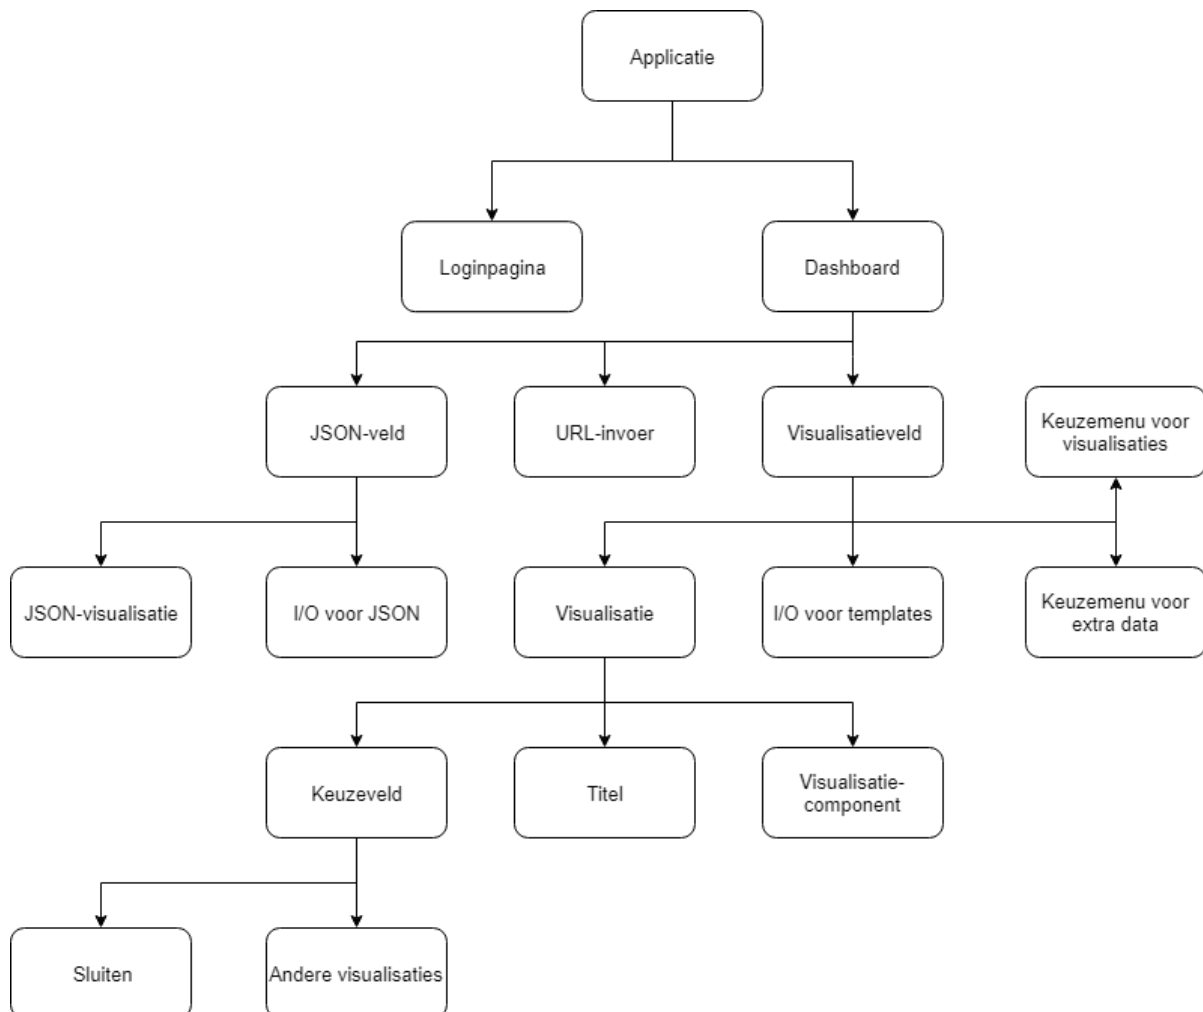 Applicatie
Loginpagina
Dashboard
JSON-veld
URL-invoer
Visualisatieveld
Keuzemenu voor
visualisaties
JSON-visualisatie
I/O voor JSON
Visualisatie
I/O voor templates
Keuzemenu voor
extra data
Keuzeveld
Titel
Visualisatie-
component
Sluiten
Andere visualisaties